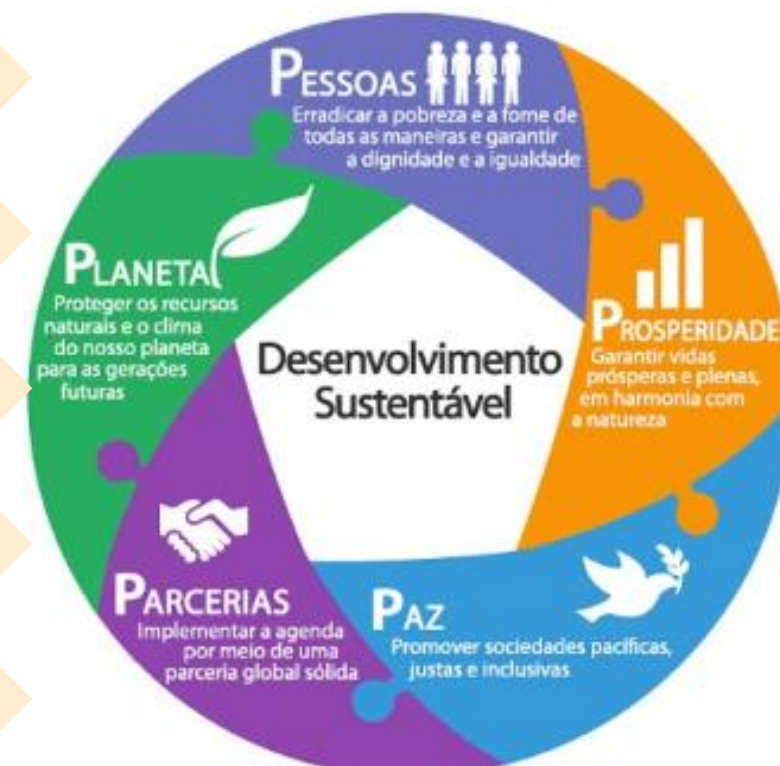 PESSOAS
Erradicar a pobreza e a fome de
todas as maneiras e garantir
a dignidade e a igualdade
PROSPERIDADE
Garantir vidas
prósperas e plenas,
em harmonia com
a natureza
PAZ
Promover sociedades pacíficas,
justas e inclusivas
PARCERIAS
Implementar a agenda
por meio de uma
parceria global sólida
PLANETA
Proteger os recursos
naturais e o clima
do nosso planeta
para as gerações
futuras
Desenvolvimento
Sustentável